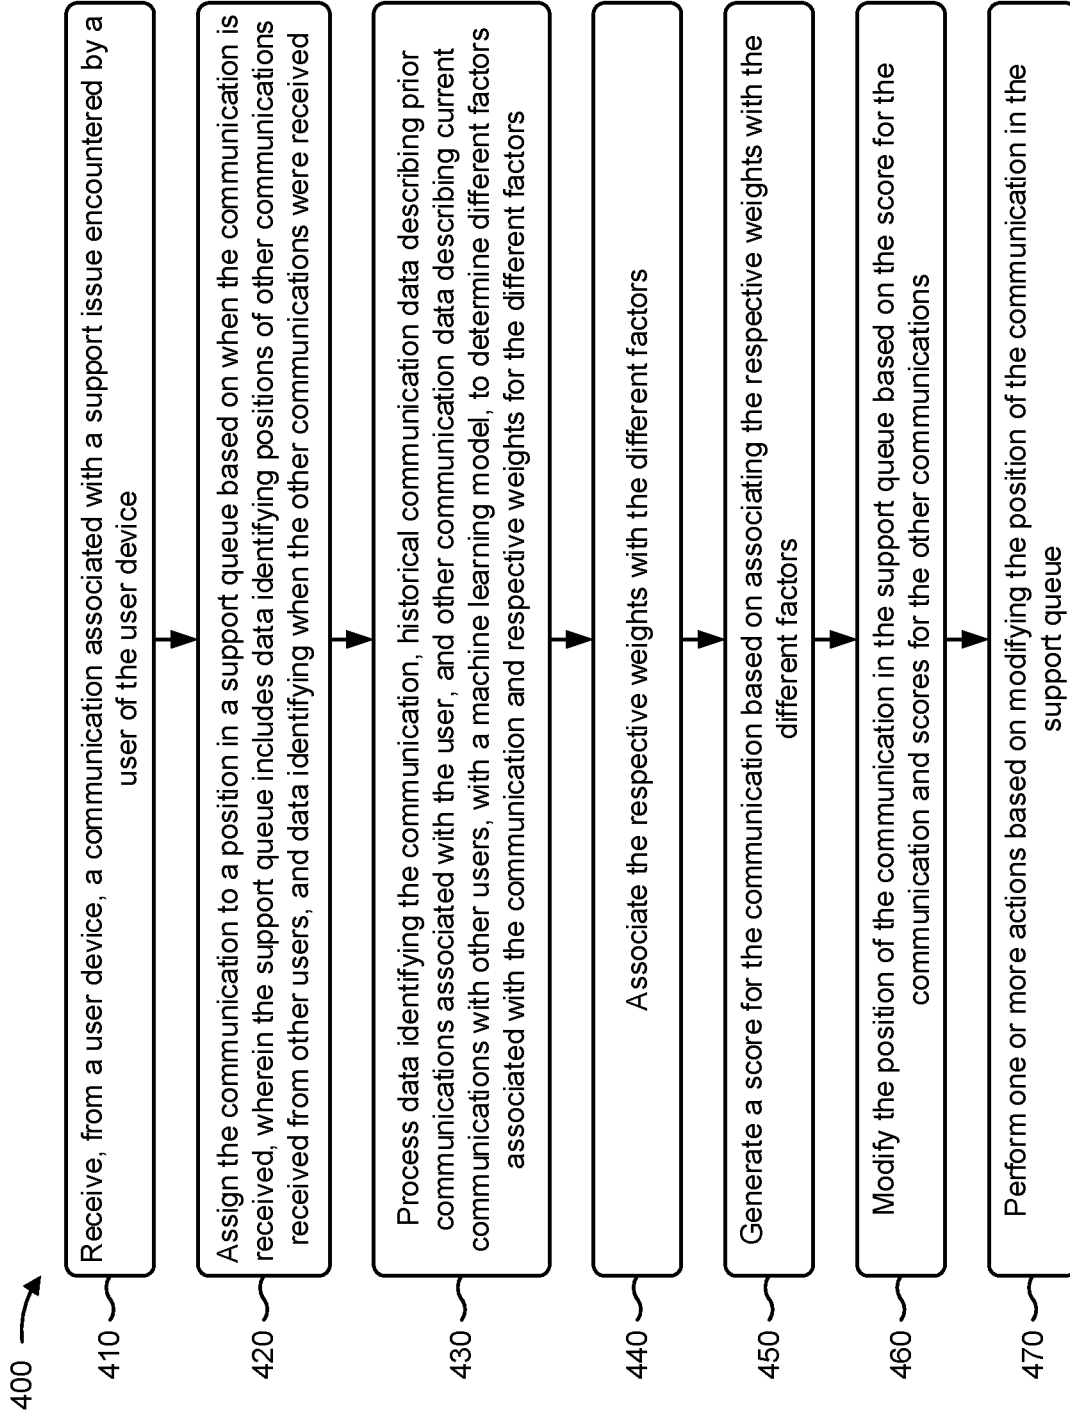 400
410
Receive, from a user device, a communication associated with a support issue encountered by a
user of the user device
420
Assign the communication to a position in a support queue based on when the communication is
received, wherein the support queue includes data identifying positions of other communications
received from other users, and data identifying when the other communications were received
430
Process data identifying the communication, historical communication data describing prior
communications associated with the user, and other communication data describing current
communications with other users, with a machine learning model, to determine different factors
associated with the communication and respective weights for the different factors
440
Associate the respective weights with the different factors
450
Generate a score for the communication based on associating the respective weights with the
different factors
460
Modify the position of the communication in the support queue based on the score for the
communication and scores for the other communications
470
Perform one or more actions based on modifying the position of the communication in the
support queue